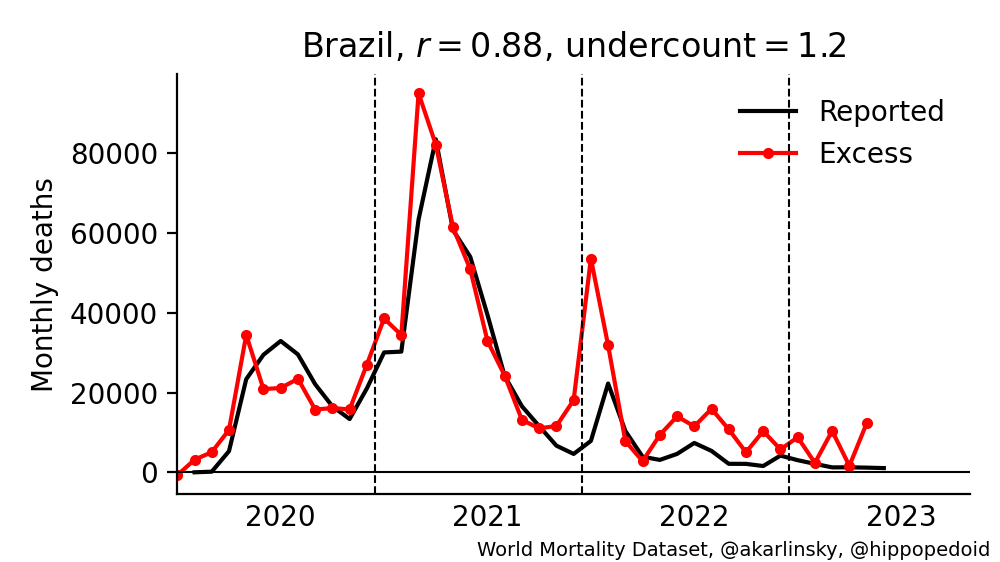 Brazil, r = 0.88, undercount = 1.2
Reported
Excess
Monthly deaths
80000
60000
40000
20000
0
2020 2021 2022 2023
World Mortality Dataset, @akarlinsky, @hippopedoid